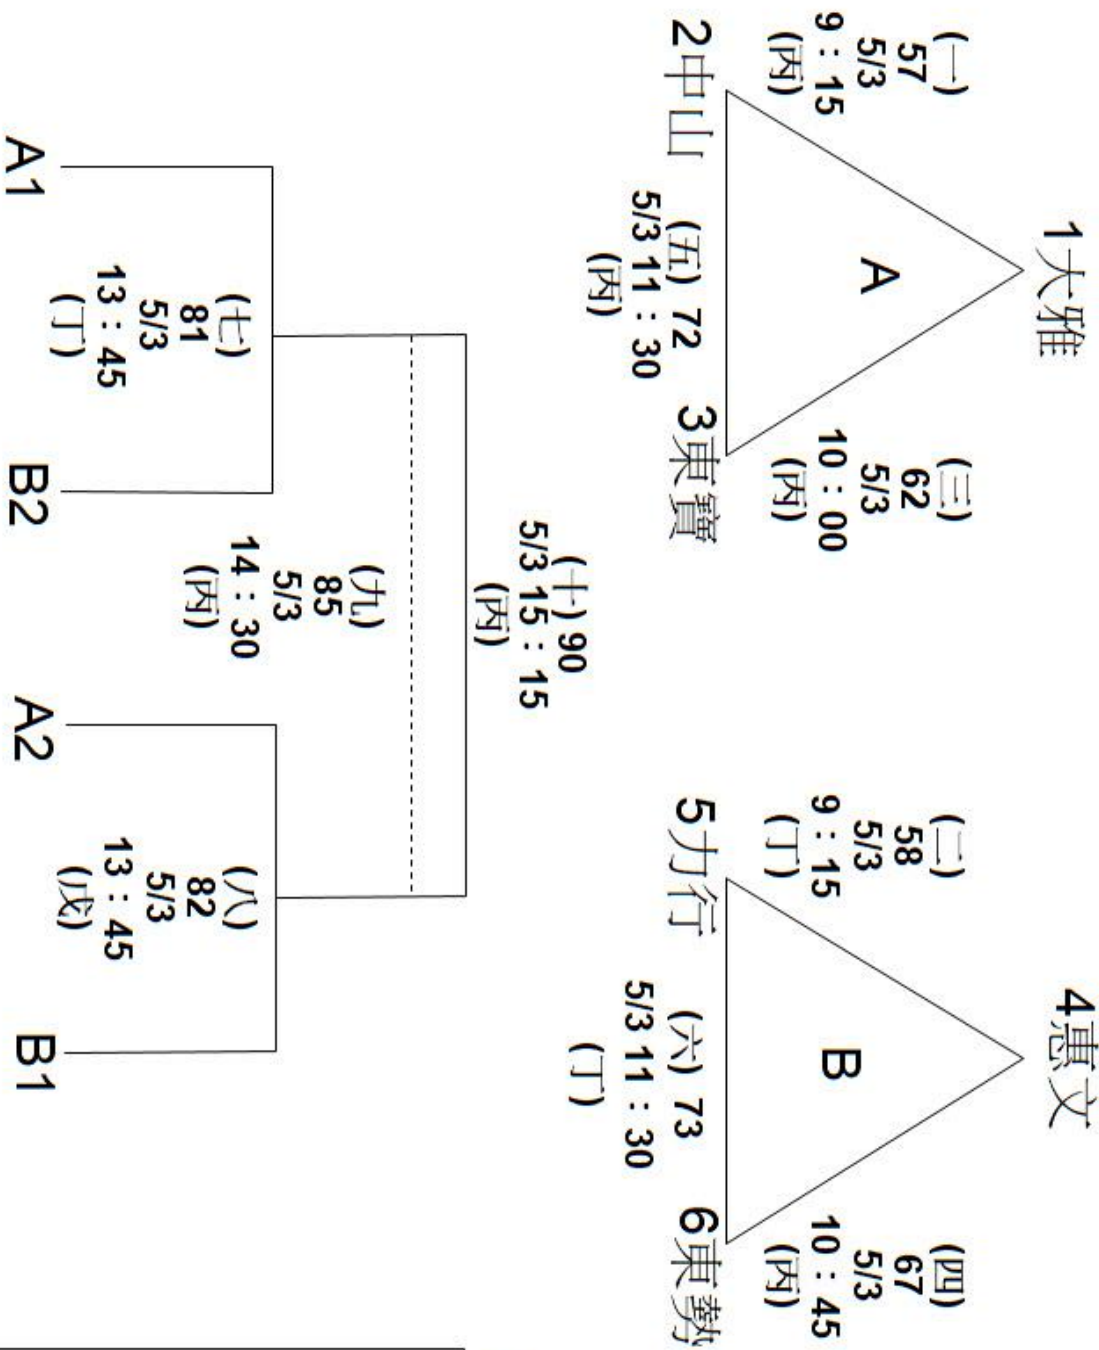 1大雅
(一)
57
5/3
9：15
(丙)
A
(三)
62
5/3
10：00
(丙)
2中山
3東寶
(五) 72
5/3 11：30
(丙)
4惠文
(二)
58
5/3
9：15
(丁)
B
(四)
67
5/3
10：45
(丙)
5力行
6東勢
(六) 73
5/3 11：30
(丁)
(十) 90
5/3 15：15
(丙)
(九)
85
5/3
14：30
(丙)
(七)
81
5/3
13：45
(丁)
(八)
82
5/3
13：45
(戊)
A1
B2
A2
B1